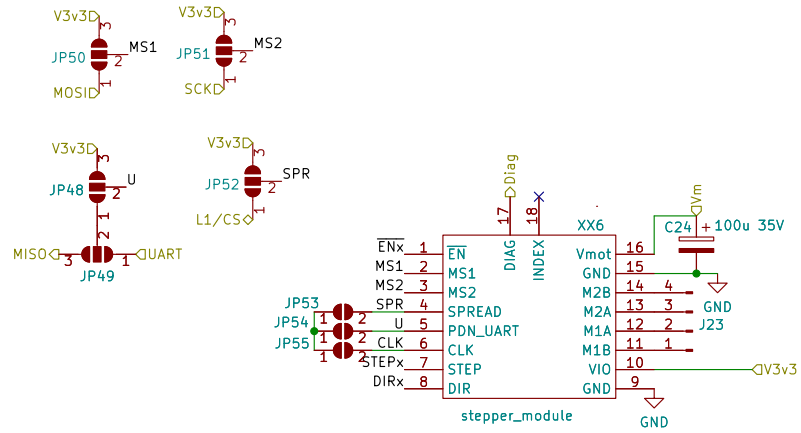 V3v3
3
JP50
2
MS1
1
MOSI
V3v3
3
JP51
2
MS2
1
SCK
V3v3
3
JP48
2
U
1
2
MISO
3
1
UART
JP49
V3v3
3
JP52
2
SPR
1
L1/CS
Diag
17
18
XX6
DIAG
INDEX
ENx
1
EN
MS1
2
MS1
MS2
3
MS2
JP53
1
2
SPR
4
SPREAD
JP54
1
2
U
5
PDN_UART
JP55
1
2
CLK
6
CLK
STEPx
7
STEP
DIRx
8
DIR
Vm
C24
+
100u 35V
Vmot
16
GND
15
GND
M2B
14
4
M2A
13
3
M1A
12
2
J23
M1B
11
1
VIO
10
V3v3
GND
9
GND
stepper_module